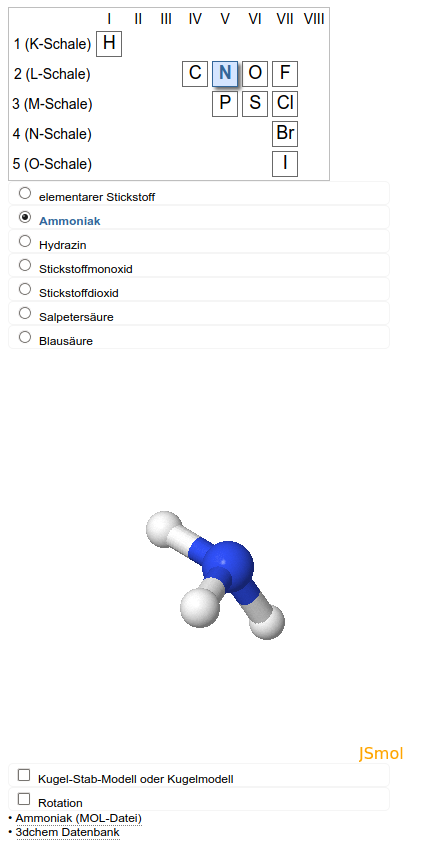 I II III IV V VI VII VIII
1 (K-Schale) H
2 (L-Schale) C N O F
3 (M-Schale) P S Cl
4 (N-Schale) Br
5 (O-Schale) I
elementarer Stickstoff
Ammoniak
Hydrazin
Stickstoffmonoxid
Stickstoffdioxid
Salpetersäure
Blausäure
JSmol
Kugel-Stab-Modell oder Kugelmodell
Rotation
• Ammoniak (MOL-Datei)
• 3dchem Datenbank